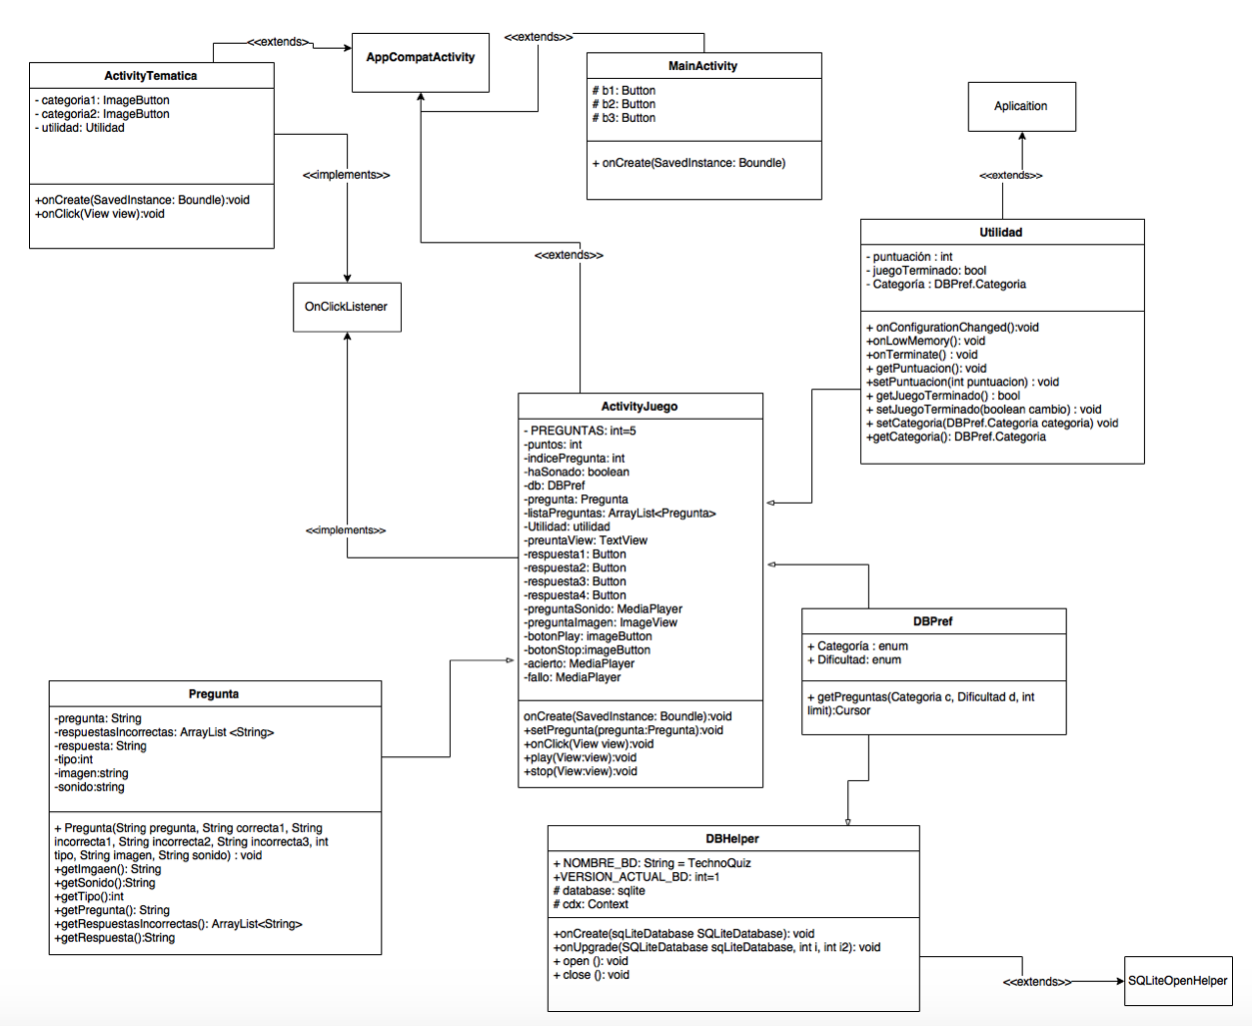 <<extends>
AppCompatActivity
<<extends>>
ActivityTematica
- categoria1: ImageButton
- categoria2: ImageButton
- utilidad: Utilidad
+onCreate(SavedInstance: Boundle):void
+onClick(View view):void
<<implements>>
OnClickListener
MainActivity
# b1: Button
# b2: Button
# b3: Button
+ onCreate(SavedInstance: Boundle)
Aplicaition
<<extends>>
Utilidad
- puntuación : int
- juegoTerminado: bool
- Categoría : DBPref.Categoria
+ onConfigurationChanged():void
+onLowMemory(): void
+onTerminate() : void
+ getPuntuacion(): void
+setPuntuacion(int puntuacion) : void
+ getJuegoTerminado() : bool
+ setJuegoTerminado(boolean cambio) : void
+ setCategoria(DBPref.Categoria categoria) void
+getCategoria(): DBPref.Categoria
<<extends>>
ActivityJuego
- PREGUNTAS: int=5
-puntos: int
-indicePregunta: int
-haSonado: boolean
-db: DBPref
-pregunta: Pregunta
-listaPreguntas: ArrayList<Pregunta>
-Utilidad: utilidad
-preuntaView: TextView
-respuesta1: Button
-respuesta2: Button
-respuesta3: Button
-respuesta4: Button
-preguntaSonido: MediaPlayer
-preguntaImagen: ImageView
-botonPlay: imageButton
-botonStop:imageButton
-acierto: MediaPlayer
-fallo: MediaPlayer
onCreate(SavedInstance: Boundle):void
+setPregunta(pregunta:Pregunta):void
+onClick(View view):void
+play(View:view):void
+stop(View:view):void
<<implements>>
DBPref
+ Categoría : enum
+ Dificultad: enum
+ getPreguntas(Categoria c, Dificultad d, int
limit):Cursor
Pregunta
-pregunta: String
-respuestasIncorrectas: ArrayList <String>
-respuesta: String
-tipo:int
-imagen:string
-sonido:string
+ Pregunta(String pregunta, String correcta1, String
incorrecta1, String incorrecta2, String incorrecta3, int
tipo, String imagen, String sonido) : void
+getImgaen(): String
+getSonido():String
+getTipo():int
+getPregunta(): String
+getRespuestasIncorrectas(): ArrayList<String>
+getRespuesta():String
DBHelper
+ NOMBRE_BD: String = TechnoQuiz
+VERSION_ACTUAL_BD: int=1
# database: sqlite
# cdx: Context
+onCreate(sqLiteDatabase SQLiteDatabase): void
+onUpgrade(SQLiteDatabase sqLiteDatabase, int i, int i2): void
+ open (): void
+ close (): void
<<extends>>
SQLiteOpenHelper